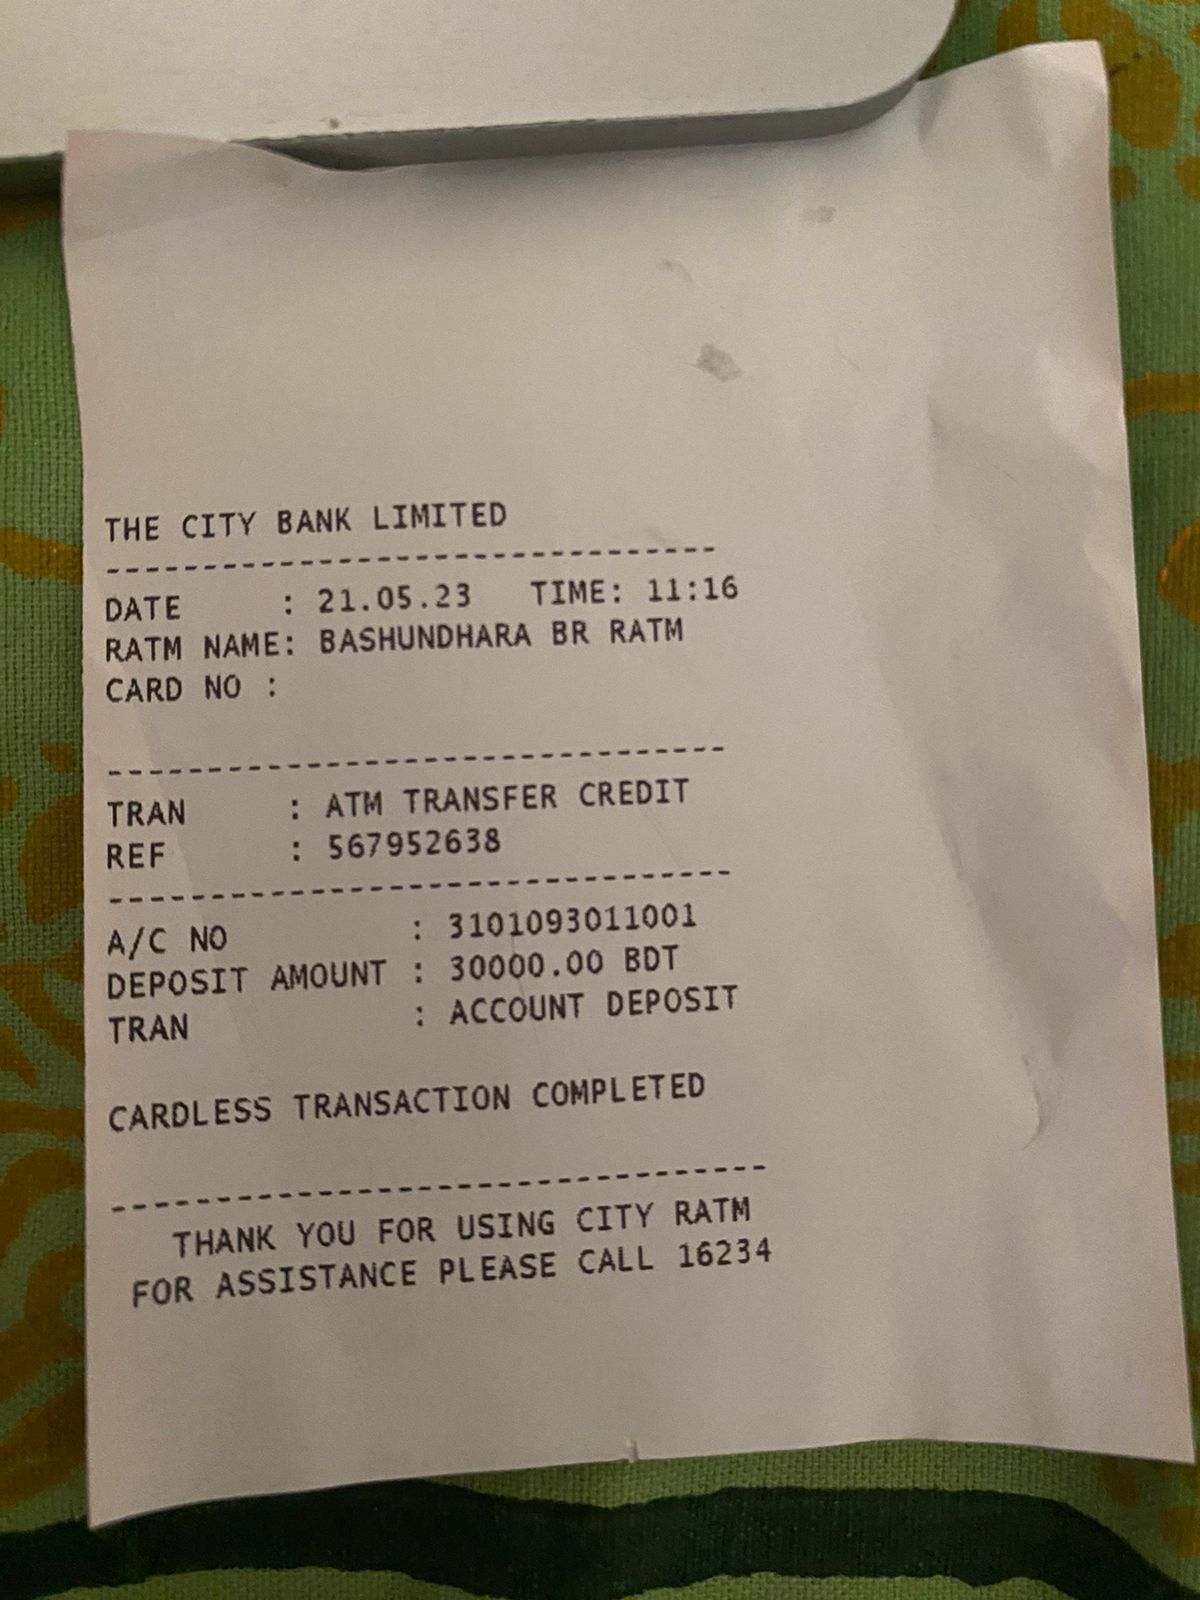 THE CITY BANK LIMITED
--------------------------------
DATE : 21.05.23 TIME: 11:16
RATM NAME: BASHUNDHARA BR RATM
CARD NO :
--------------------------------
TRAN : ATM TRANSFER CREDIT
REF : 567952638
--------------------------------
A/C NO : 3101093011001
DEPOSIT AMOUNT : 30000.00 BDT
TRAN : ACCOUNT DEPOSIT
CARDLESS TRANSACTION COMPLETED
--------------------------------
THANK YOU FOR USING CITY RATM
FOR ASSISTANCE PLEASE CALL 16234